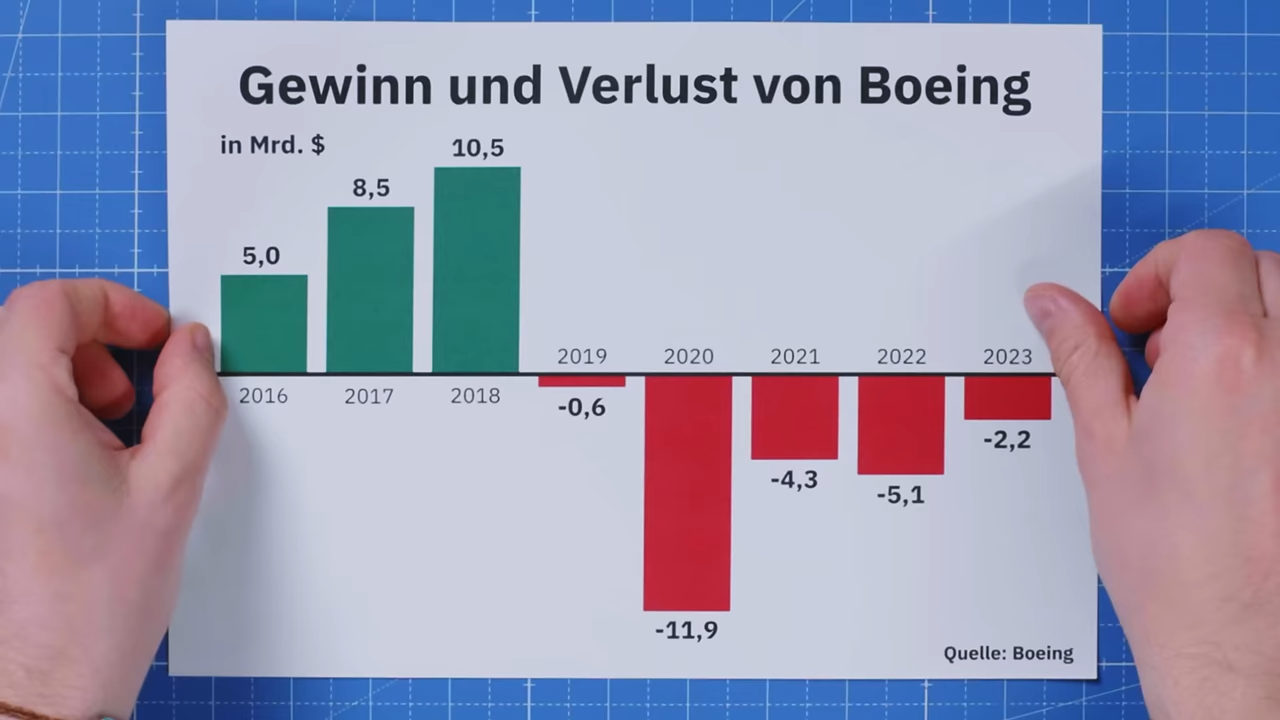 Gewinn und Verlust von Boeing
in Mrd. $
10,5
8,5
5,0
2019 2020 2021 2022 2023
2016 2017 2018
-0,6
-2,2
-4,3
-5,1
-11,9
Quelle: Boeing